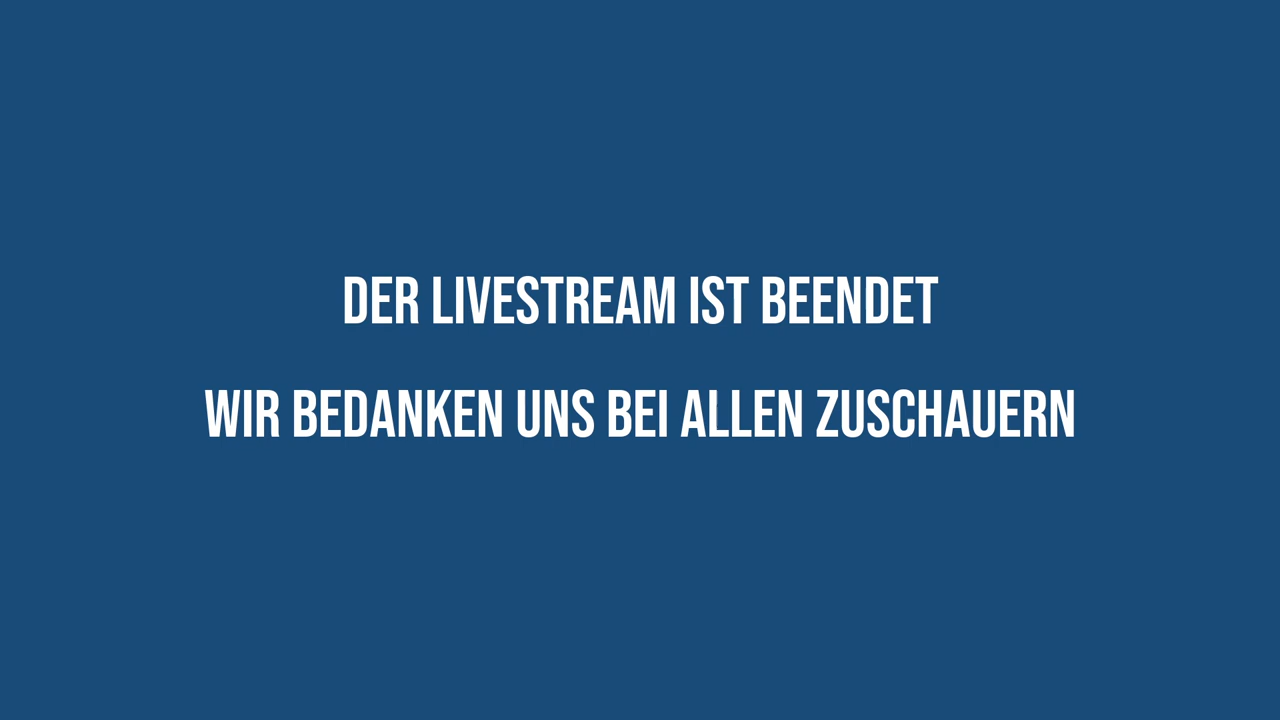 DER LIVESTREAM IST BEENDET
WIR BEDANKEN UNS BEI ALLEN ZUSCHAUERN